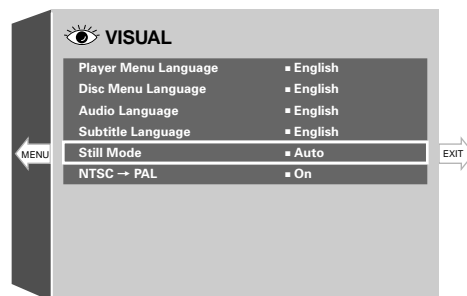 VISUAL
Player Menu Language ▪ English
Disc Menu Language ▪ English
Audio Language ▪ English
Subtitle Language ▪ English
MENU
Still Mode ▪ Auto
EXIT
NTSC → PAL ▪ On